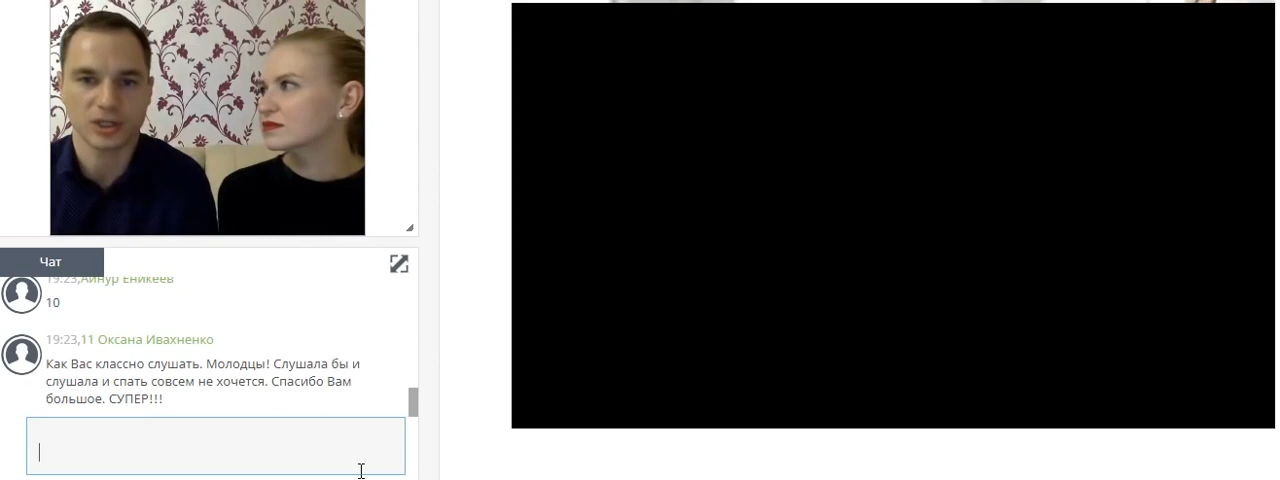 Чат
19:23,Айнур Еникеев
10
19:23,11 Оксана Ивахненко
Как Вас классно слушать. Молодцы! Слушала бы и
слушала и спать совсем не хочется. Спасибо Вам
большое. СУПЕР!!!